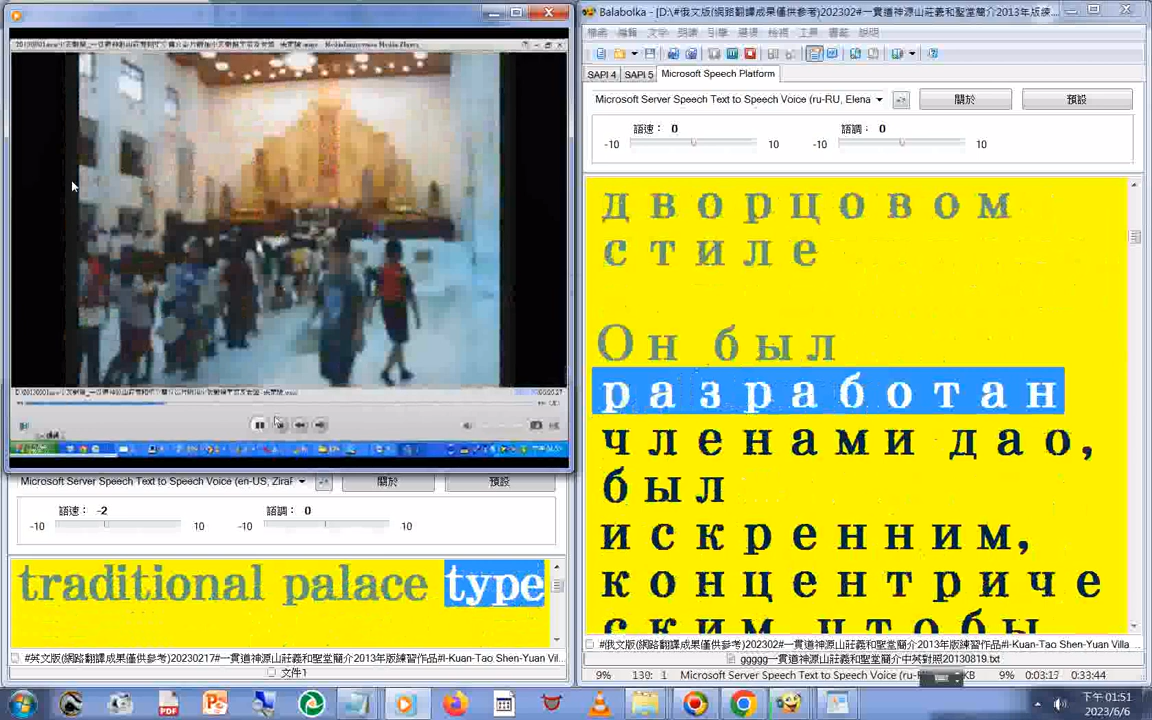 Balabolka - [D:\#俄文版(網路翻譯成果僅供參考)202302#一貫道神源山莊義和聖堂簡介2013年版練...
SAPI 4 SAPI 5 Microsoft Speech Platform
Microsoft Server Speech Text to Speech Voice (ru-RU, Elena
關於
預設
語速： 0
語調： 0
-10 10 -10 10
дворцовом
стиле
Он был
разработан
членами дао,
был
искренним,
концентриче
ским чтобы
#俄文版(網路翻譯成果僅供參考)202302#一貫道神源山莊義和聖堂簡介2013年版練習作品#I-Kuan-Tao Shen-Yuan Villa
ggggg一貫道神源山莊義和聖堂簡介中英對照20130819.txt
9% 139: 1 Microsoft Server Speech Text to Speech Voice (ru-R KB 9% 0:03:17 0:33:44
Microsoft Server Speech Text to Speech Voice (en-US, ZiraP
關於
預設
語速： -2
語調： 0
-10 10 -10 10
traditional palace type
#英文版(網路翻譯成果僅供參考)20230217#一貫道神源山莊義和聖堂簡介2013年版練習作品#I-Kuan-Tao Shen-Yuan Vil...
文件1
下午 01:51
2023/6/6